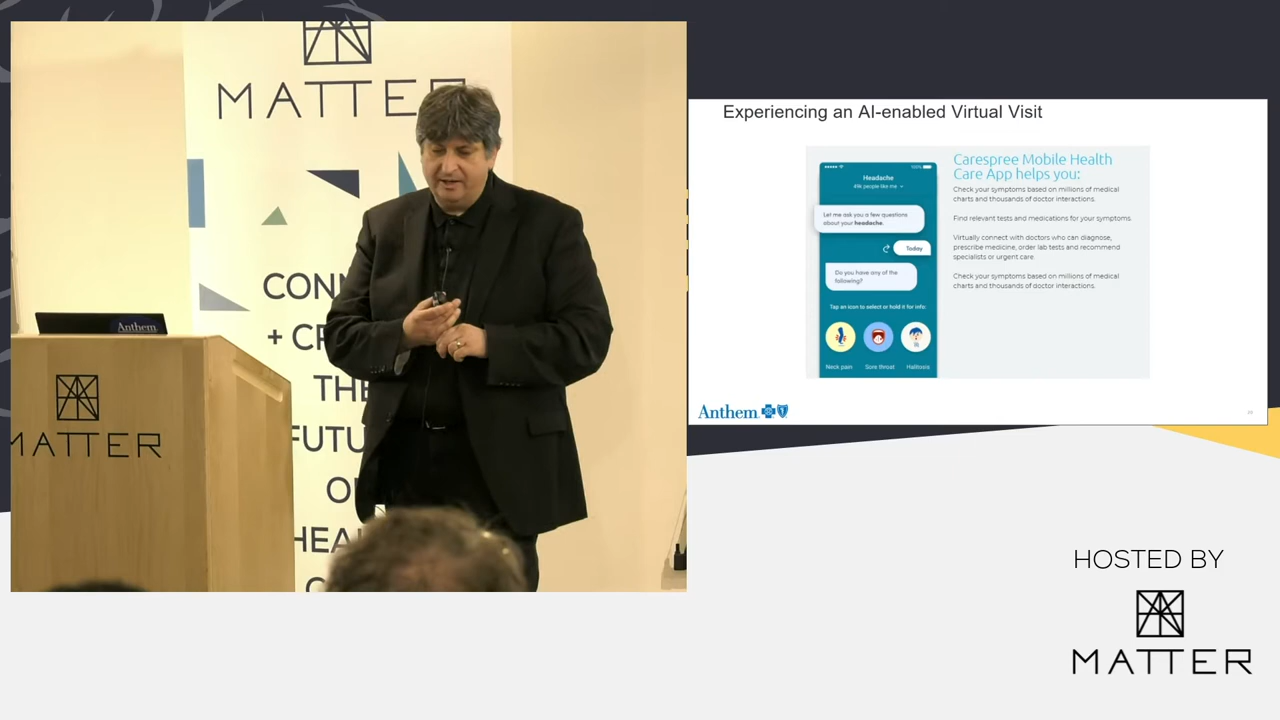 MATTER
CONN
+ CR
THE
FUTU
O
HEA
C
Anthem
MATTER
Experiencing an AI-enabled Virtual Visit
100%
Headache
49k people like me
Let me ask you a few questions
about your headache.
Today
Do you have any of the
following?
Tap an icon to select or hold it for info:
Neck pain
Sore throat
Halitosis
Carespree Mobile Health
Care App helps you:
Check your symptoms based on millions of medical
charts and thousands of doctor interactions.
Find relevant tests and medications for your symptoms.
Virtually connect with doctors who can diagnose,
prescribe medicine, order lab tests and recommend
specialists or urgent care.
Check your symptoms based on millions of medical
charts and thousands of doctor interactions.
Anthem
HOSTED BY
MATTER